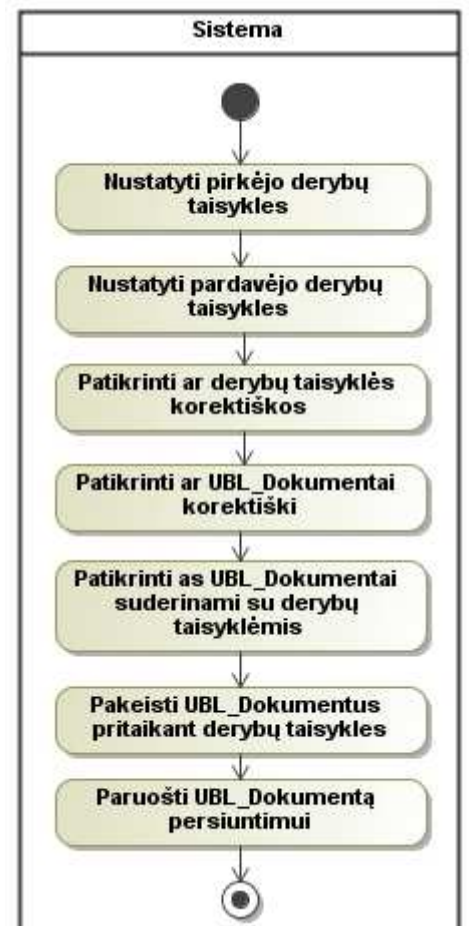 Sistema
Nustatyti pirkėjo derybų
taisykles
Nustatyti pardavėjo derybų
taisykles
Patikrinti ar derybų taisyklės
korektiškos
Patikrinti ar UBL_Dokumentai
korektiški
Patikrinti as UBL_Dokumentai
suderinami su derybų
taisyklėmis
Pakeisti UBL_Dokumentus
pritaikant derybų taisykles
Paruošti UBL_Dokumentą
persiuntimui